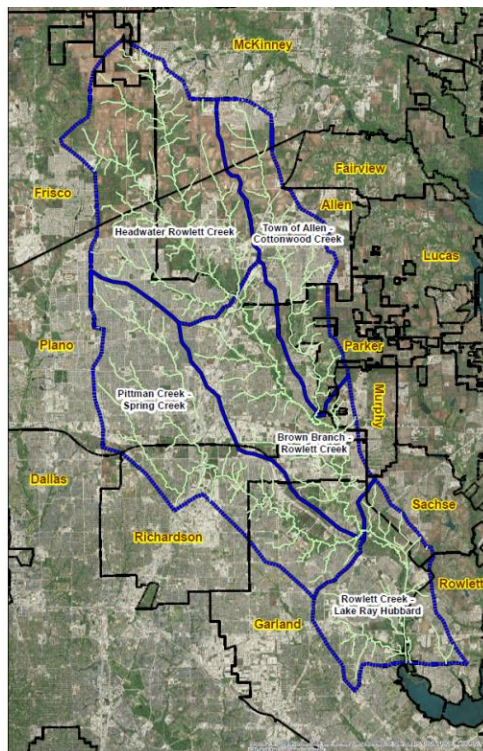 McKinney
Fairview
Frisco
Allen
Headwater Rowlett Creek
Town of Allen -
Cottonwood Creek
Lucas
Plano
Parker
Murphy
Pittman Creek -
Spring Creek
Brown Branch -
Rowlett Creek
Dallas
Sachse
Richardson
Rowlett
Rowlett Creek -
Lake Ray Hubbard
Garland